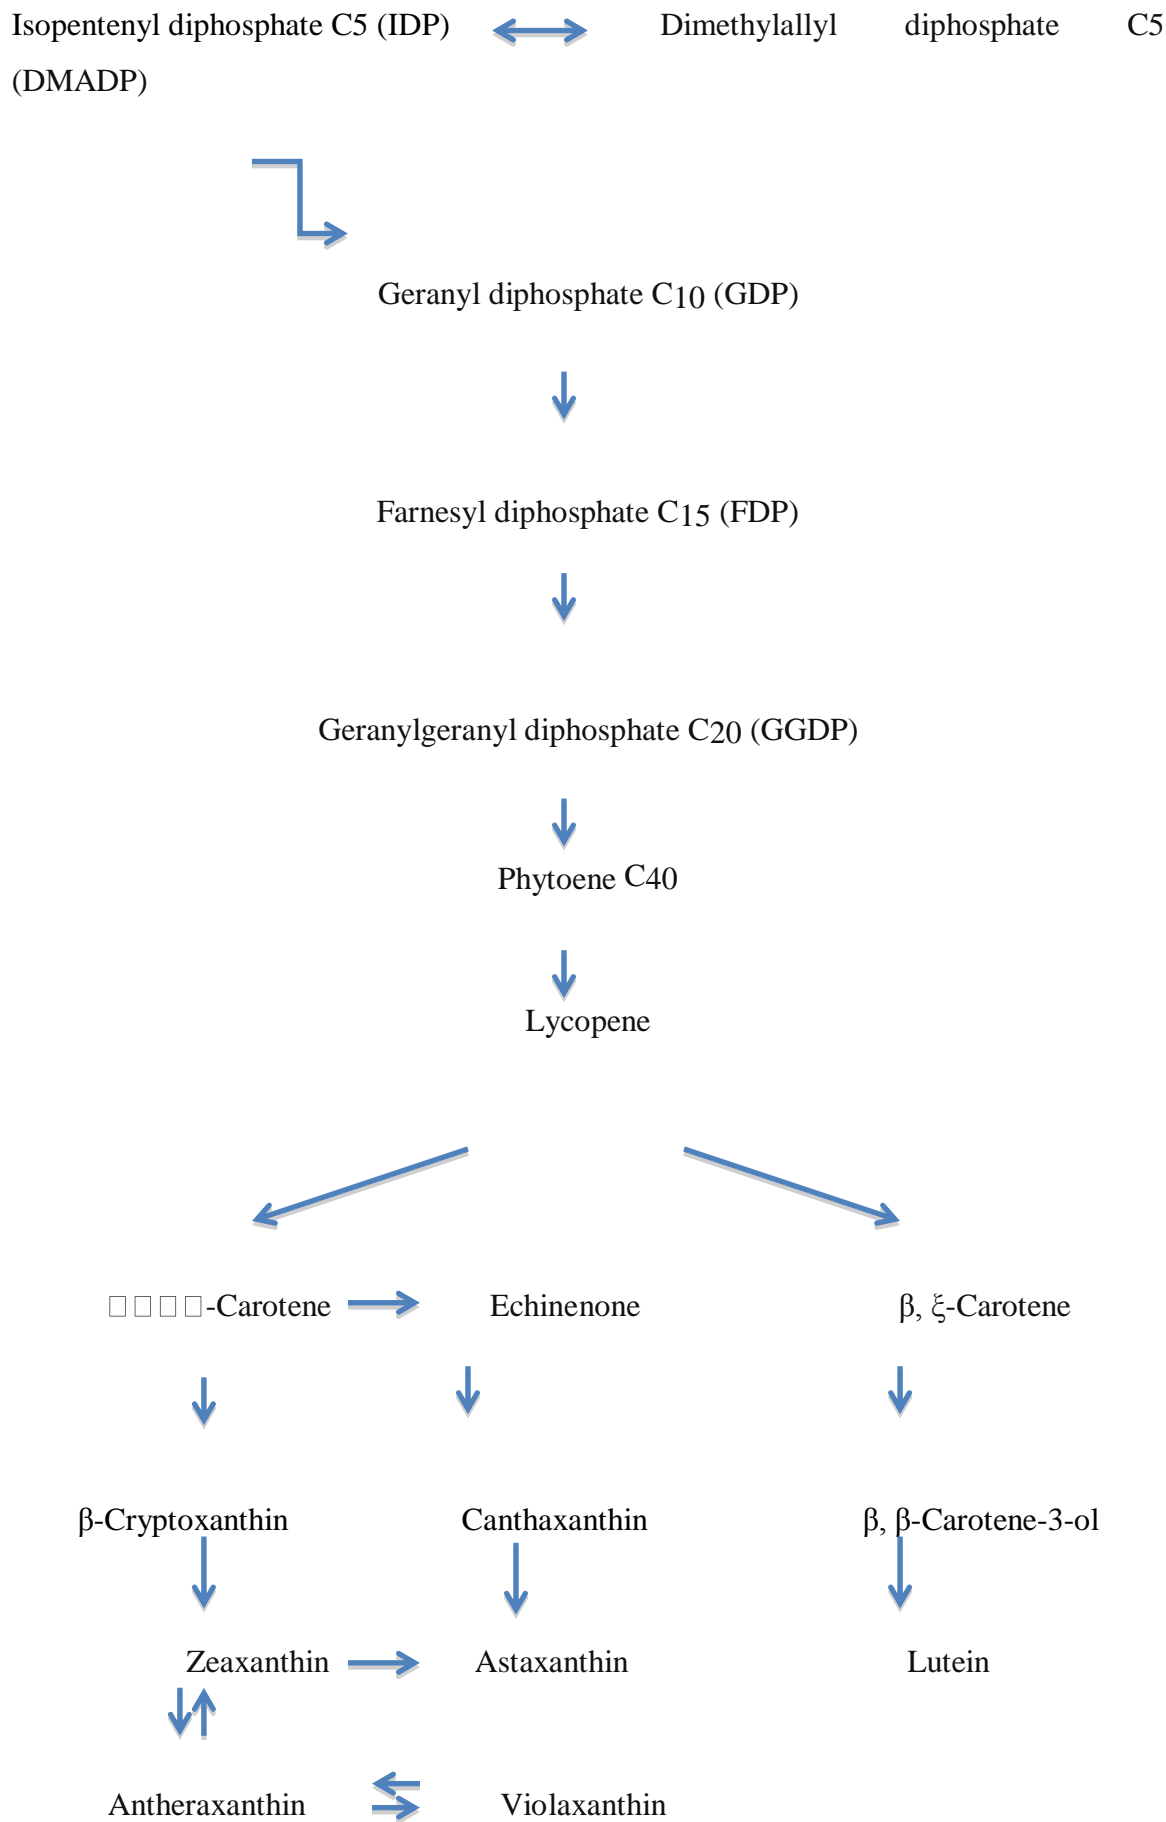 Isopentenyl diphosphate C5 (IDP) Dimethylallyl diphosphate C5
(DMADP)
Geranyl diphosphate C10 (GDP)
Farnesyl diphosphate C15 (FDP)
Geranylgeranyl diphosphate C20 (GGDP)
Phytoene C40
Lycopene
□□□□-Carotene Echinenone β, ξ-Carotene
β-Cryptoxanthin Canthaxanthin β, β-Carotene-3-ol
Zeaxanthin Astaxanthin Lutein
Antheraxanthin Violaxanthin